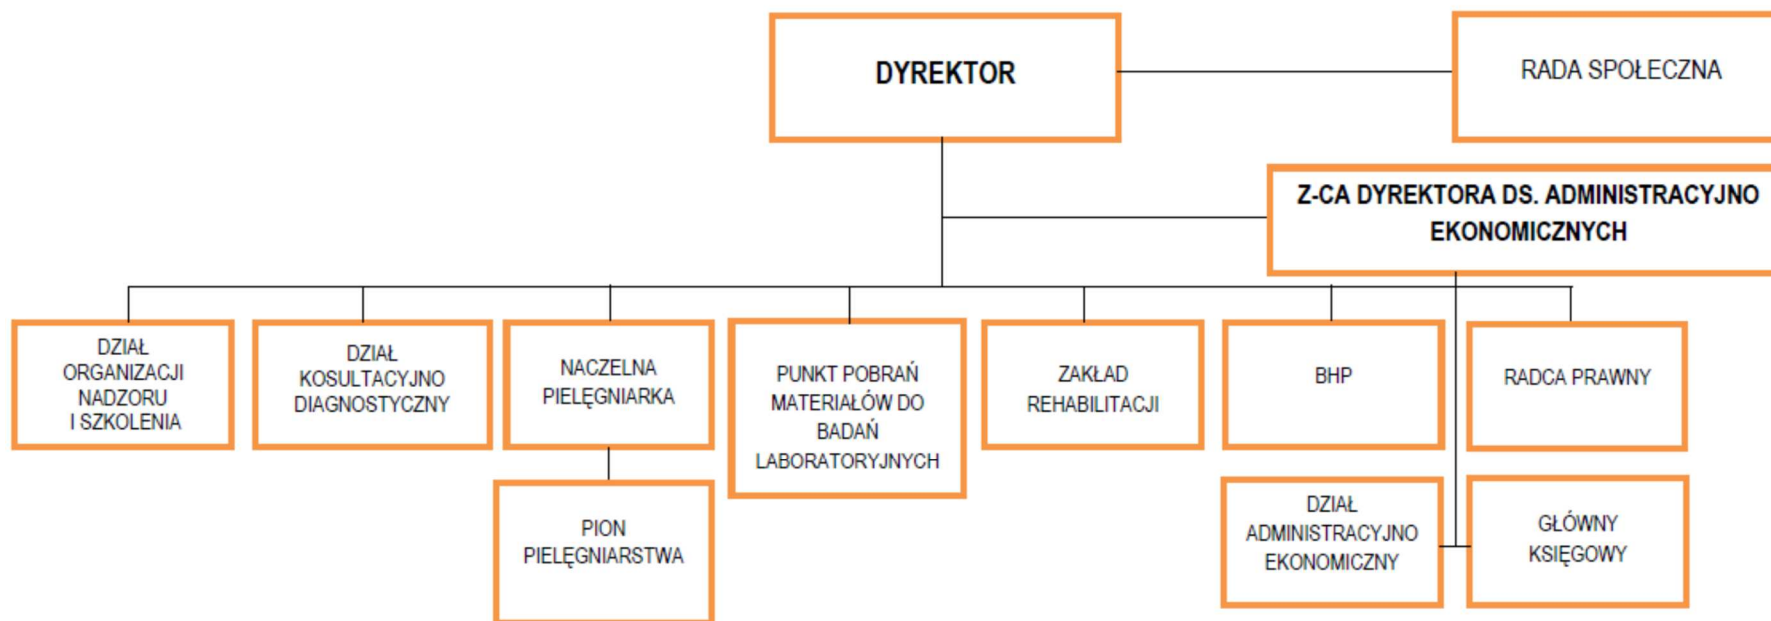 DYREKTOR
RADA SPOŁECZNA
Z-CA DYREKTORA DS. ADMINISTRACYJNO
EKONOMICZNYCH
DZIAŁ
ORGANIZACJI
NADZORU
I SZKOLENIA
DZIAŁ
KOSULTACYJNO
DIAGNOSTYCZNY
NACZELNA
PIELĘGNIARKA
PUNKT POBRAŃ
MATERIAŁÓW DO
BADAŃ
LABORATORYJNYCH
ZAKŁAD
REHABILITACJI
BHP
RADCA PRAWNY
PION
PIELĘGNIARSTWA
DZIAŁ
ADMINISTRACYJNO
EKONOMICZNY
GŁÓWNY
KSIĘGOWY